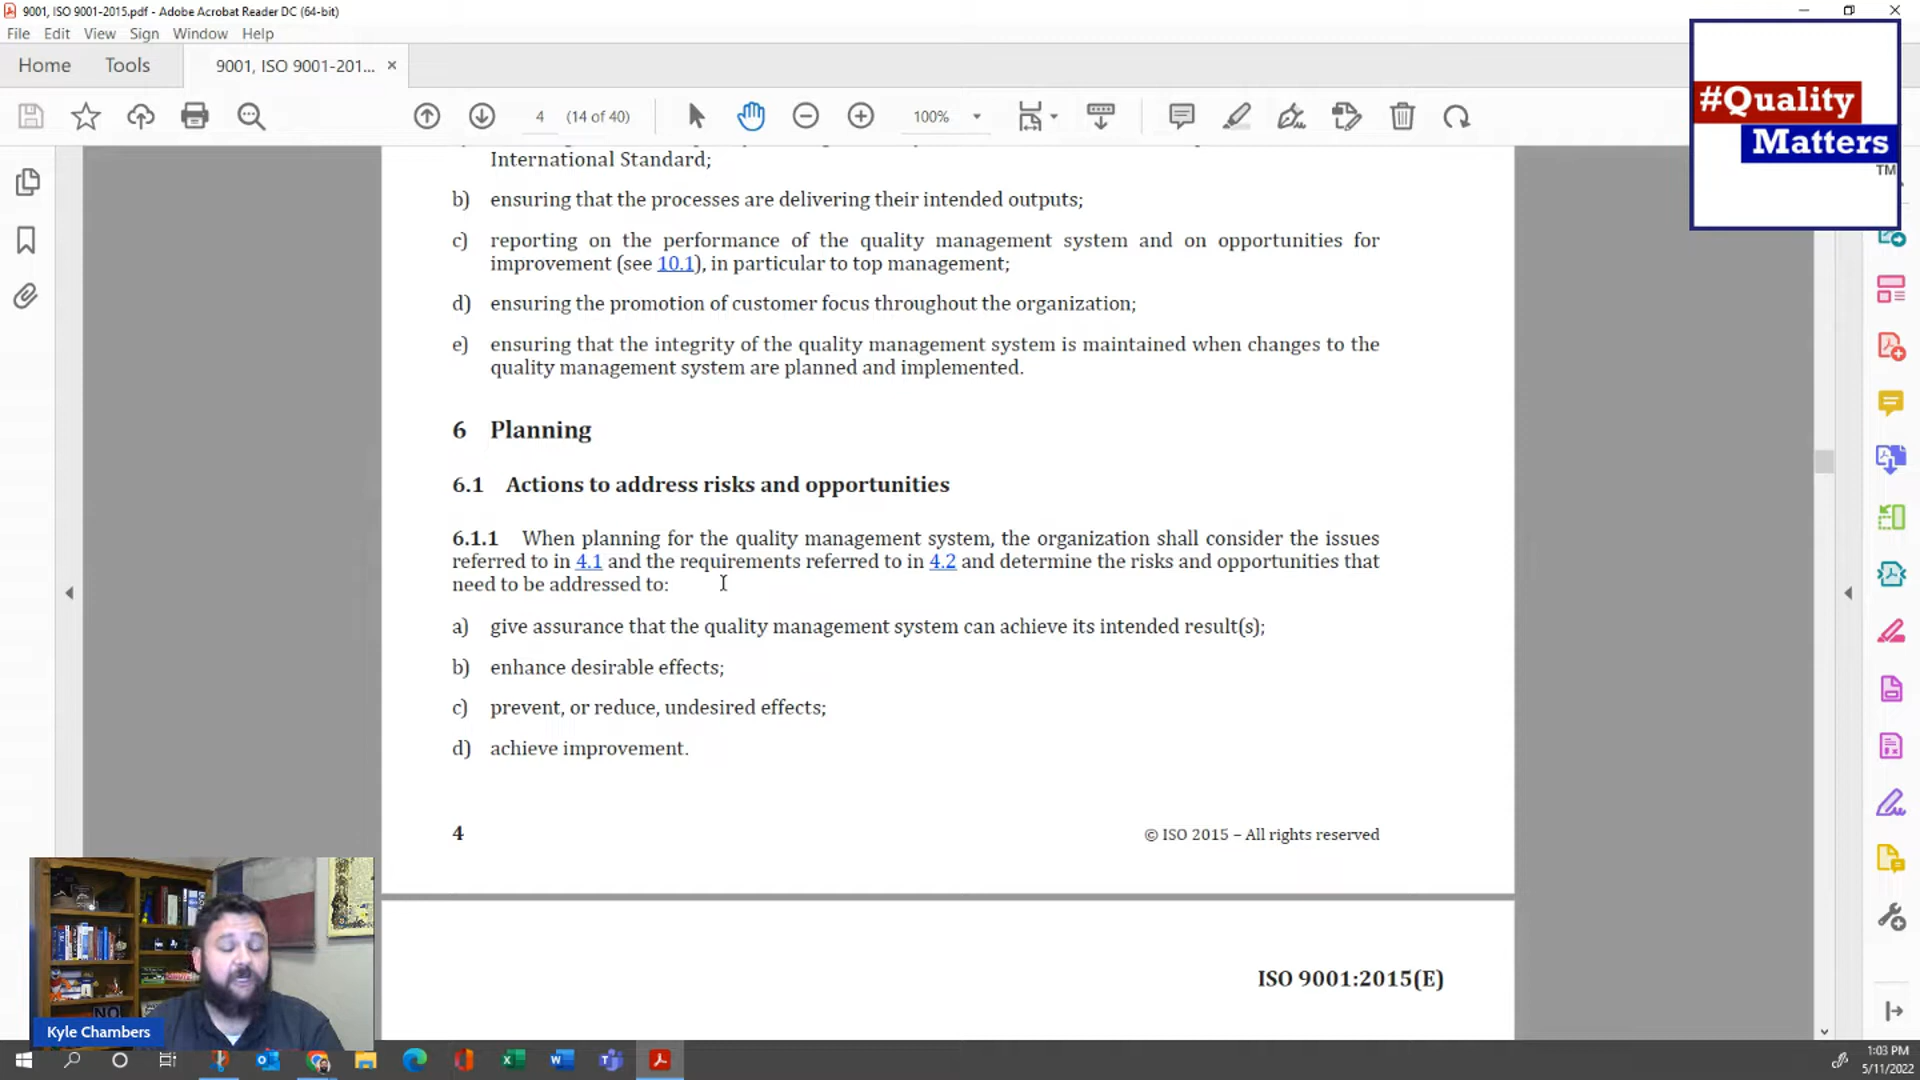 9001, ISO 9001-2015.pdf - Adobe Acrobat Reader DC (64-bit)
File Edit View Sign Window Help
Home Tools 9001, ISO 9001-201... ×
4 (14 of 40) 100%
#Quality
Matters
TM
International Standard;
b) ensuring that the processes are delivering their intended outputs;
c) reporting on the performance of the quality management system and on opportunities for
improvement (see 10.1), in particular to top management;
d) ensuring the promotion of customer focus throughout the organization;
e) ensuring that the integrity of the quality management system is maintained when changes to the
quality management system are planned and implemented.
6 Planning
6.1 Actions to address risks and opportunities
6.1.1 When planning for the quality management system, the organization shall consider the issues
referred to in 4.1 and the requirements referred to in 4.2 and determine the risks and opportunities that
need to be addressed to:
a) give assurance that the quality management system can achieve its intended result(s);
b) enhance desirable effects;
c) prevent, or reduce, undesired effects;
d) achieve improvement.
4 © ISO 2015 – All rights reserved
ISO 9001:2015(E)
NO
Kyle Chambers
1:03 PM
5/11/2022